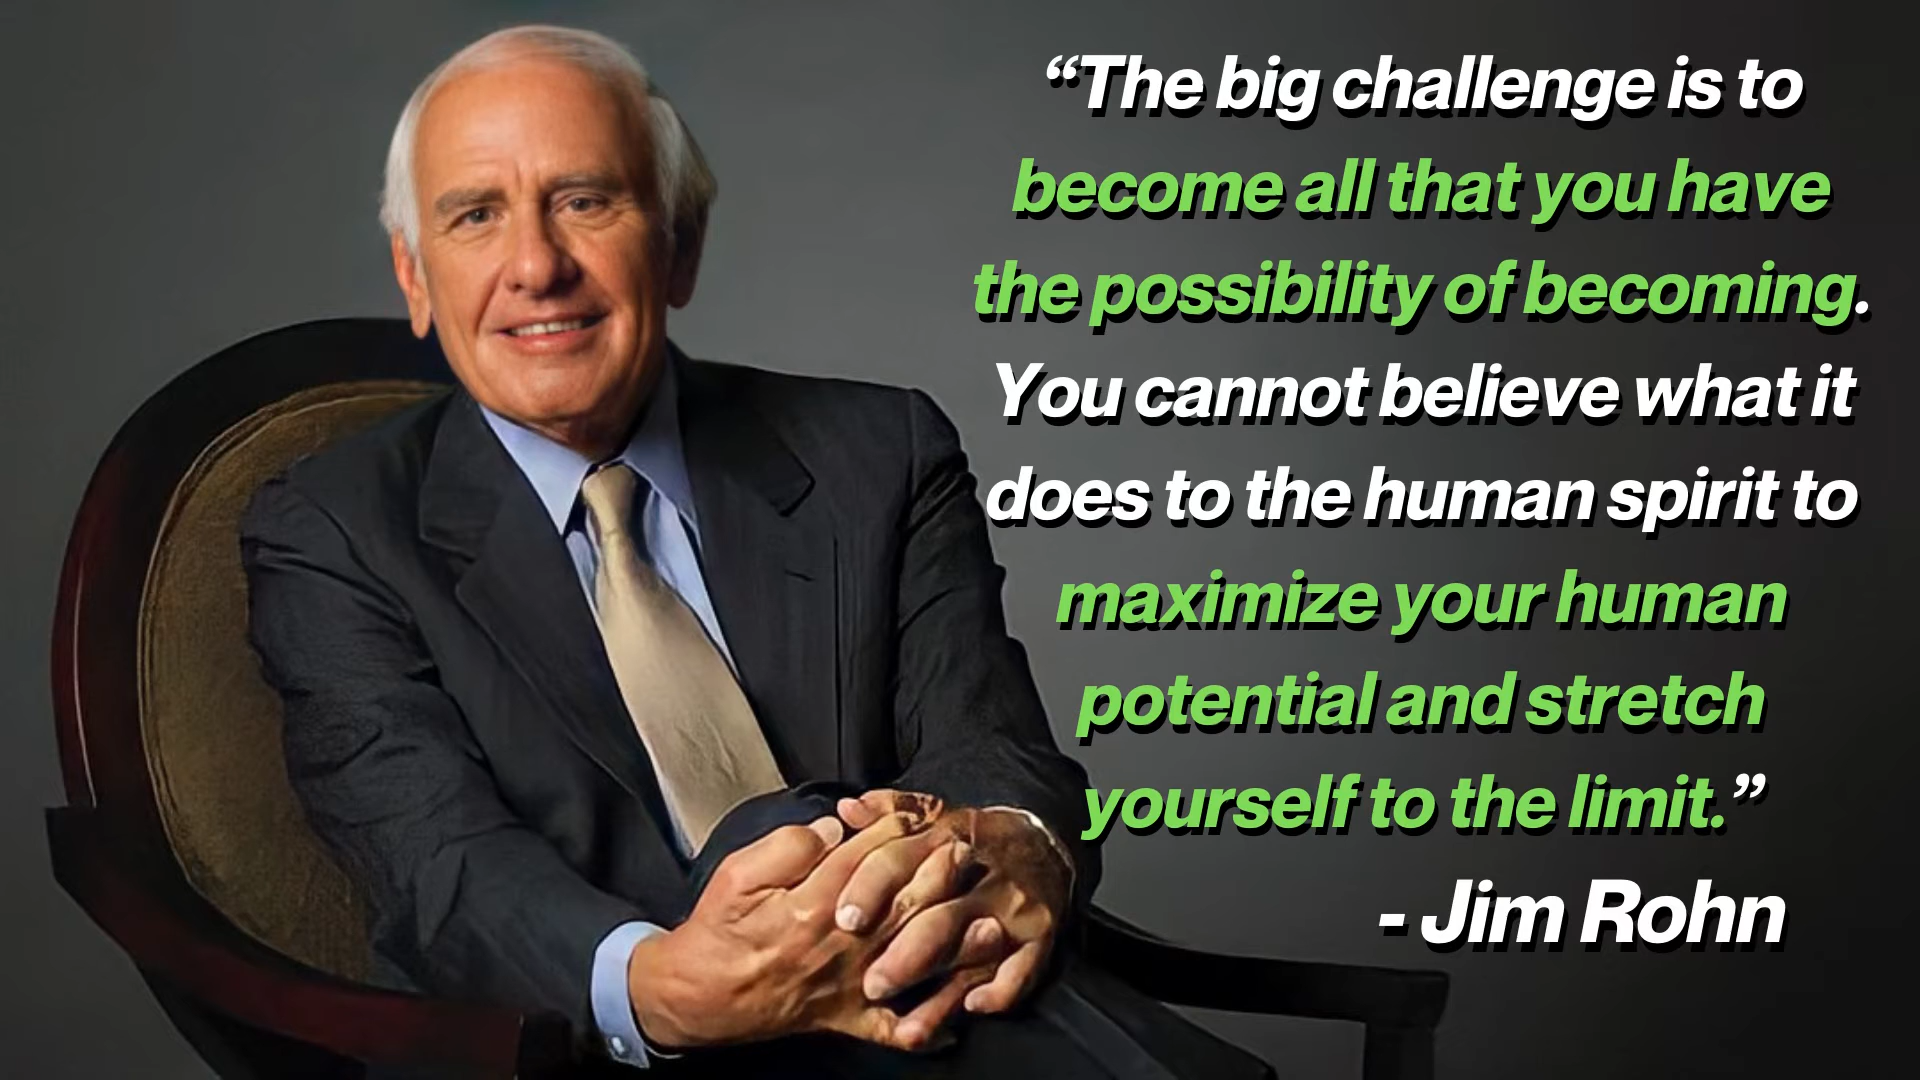 “The big challenge is to
become all that you have
the possibility of becoming.
You cannot believe what it
does to the human spirit to
maximize your human
potential and stretch
yourself to the limit.”
- Jim Rohn